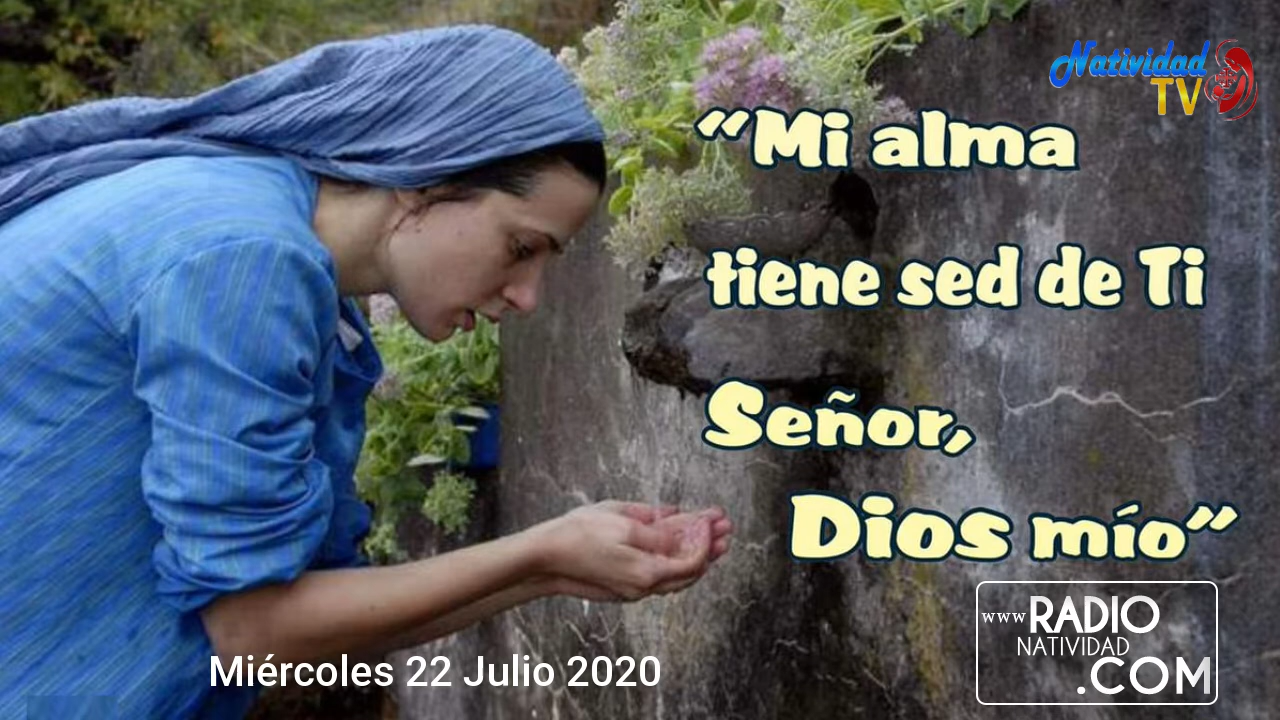 Natividad
TV
“Mi alma
tiene sed de Ti
Señor,
Dios mío”
www RADIO
NATIVIDAD
.COM
Miércoles 22 Julio 2020